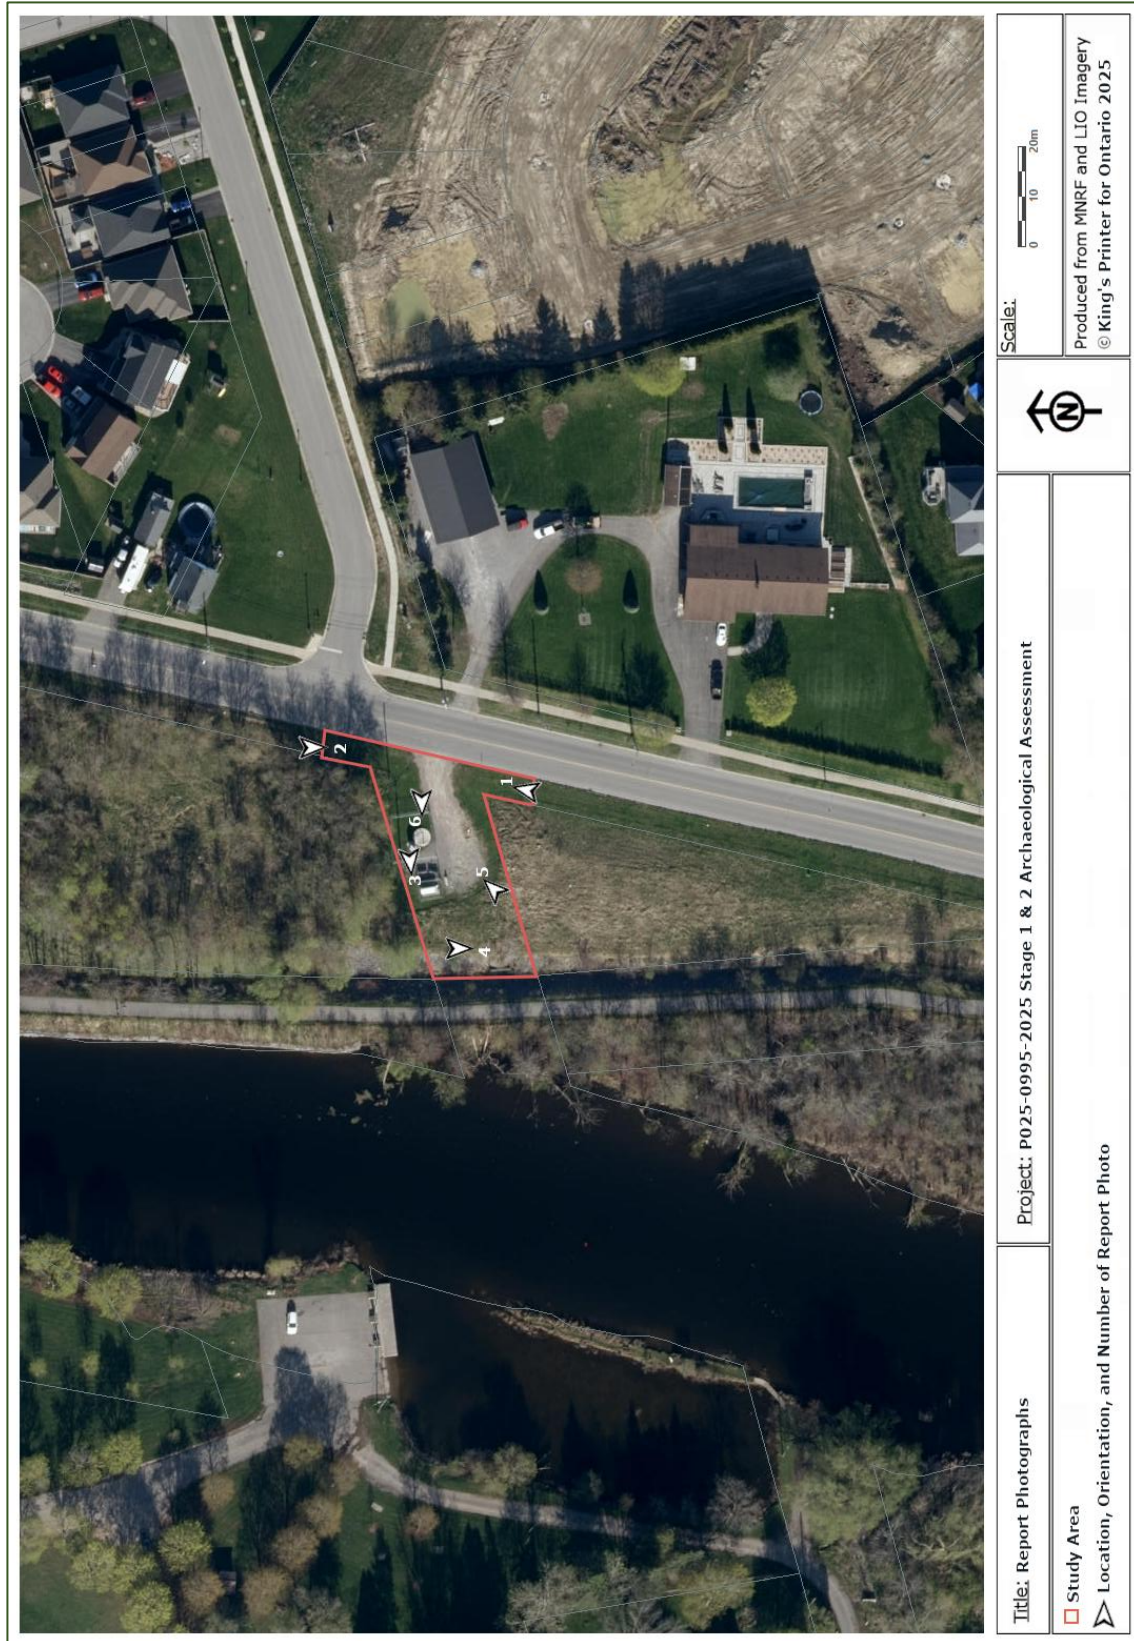 2
1
6
3
5
4
Title: Report Photographs
Project: P025-0995-2025 Stage 1 & 2 Archaeological Assessment
N
Scale:
0 10 20m
Study Area
Location, Orientation, and Number of Report Photo
Produced from MNRF and LIO Imagery
© King's Printer for Ontario 2025